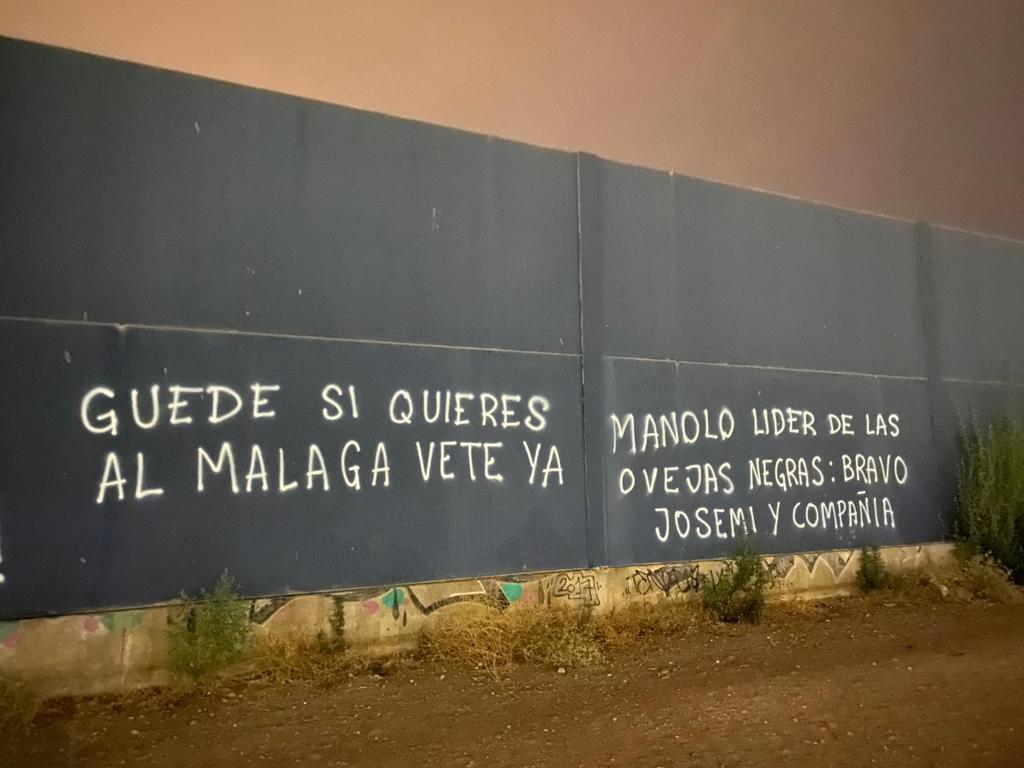 GUEDE SI QUIERES
AL MALAGA VETE YA
MANOLO LIDER DE LAS
OVEJAS NEGRAS: BRAVO
JOSEMI Y COMPAÑIA